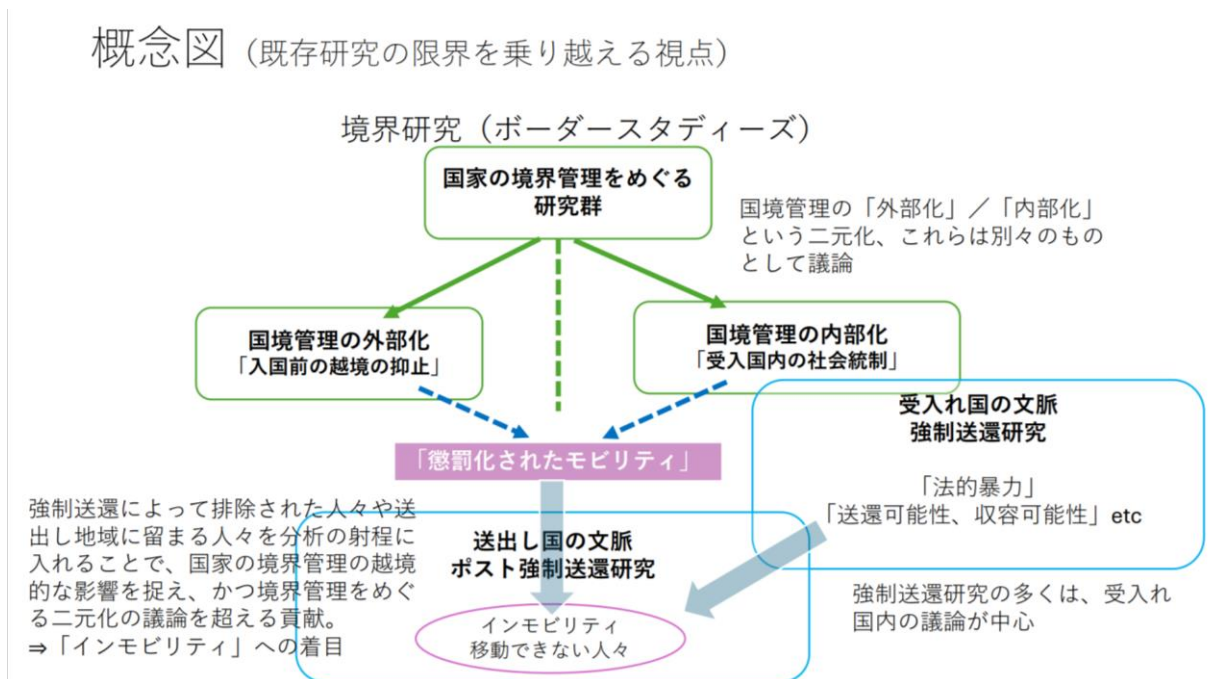 概念図（既存研究の限界を乗り越える視点）
境界研究（ボーダースタディーズ）
国家の境界管理をめぐる
研究群
国境管理の「外部化」／「内部化」
という二元化、これらは別々のもの
として議論
国境管理の外部化
「入国前の越境の抑止」
国境管理の内部化
「受入国内の社会統制」
受入れ国の文脈
強制送還研究
「法的暴力」
「送還可能性、収容可能性」etc
「懲罰化されたモビリティ」
強制送還によって排除された人々や送
出し地域に留まる人々を分析の射程に
入れることで、国家の境界管理の越境
的な影響を捉え、かつ境界管理をめぐ
る二元化の議論を超える貢献。
⇒「インモビリティ」への着目
送出し国の文脈
ポスト強制送還研究
インモビリティ
移動できない人々
強制送還研究の多くは、受入れ
国内の議論が中心